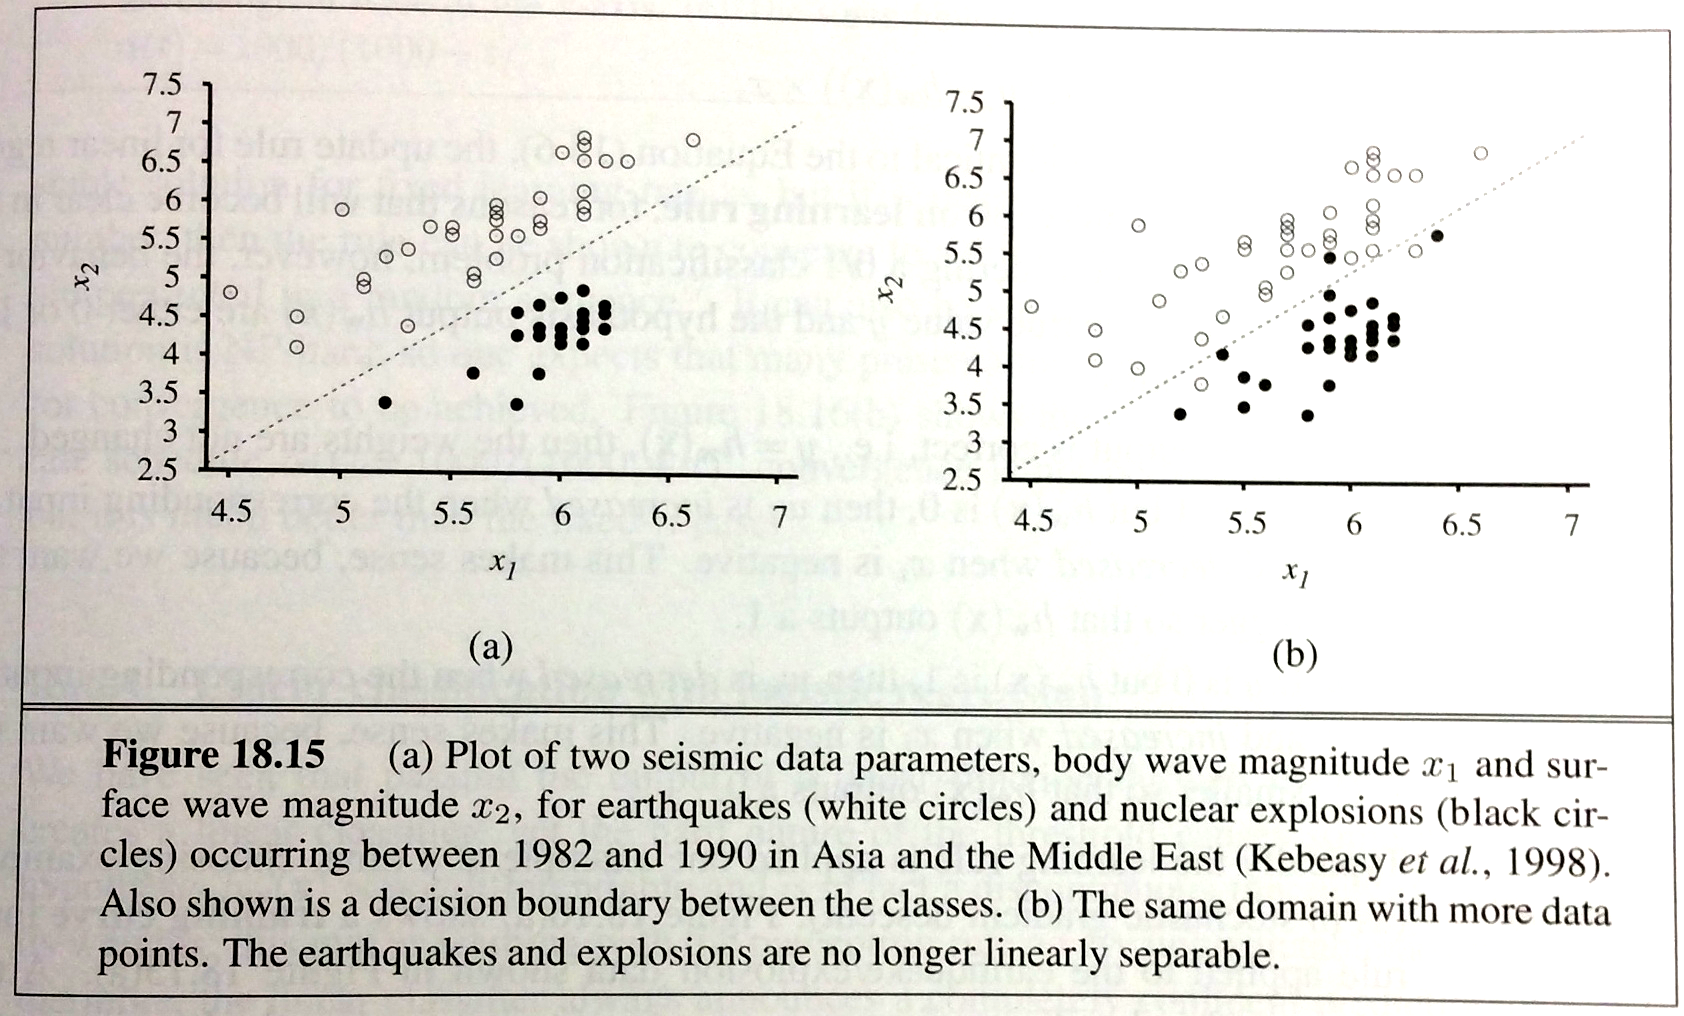 7.5
7
6.5
6
5.5
5
4.5
4
3.5
3
2.5
x2
4.5 5 5.5 6 6.5 7
x1
(a)
7.5
7
6.5
6
5.5
5
4.5
4
3.5
3
2.5
x2
4.5 5 5.5 6 6.5 7
x1
(b)
Figure 18.15 (a) Plot of two seismic data parameters, body wave magnitude x1 and sur-
face wave magnitude x2, for earthquakes (white circles) and nuclear explosions (black cir-
cles) occurring between 1982 and 1990 in Asia and the Middle East (Kebeasy et al., 1998).
Also shown is a decision boundary between the classes. (b) The same domain with more data
points. The earthquakes and explosions are no longer linearly separable.